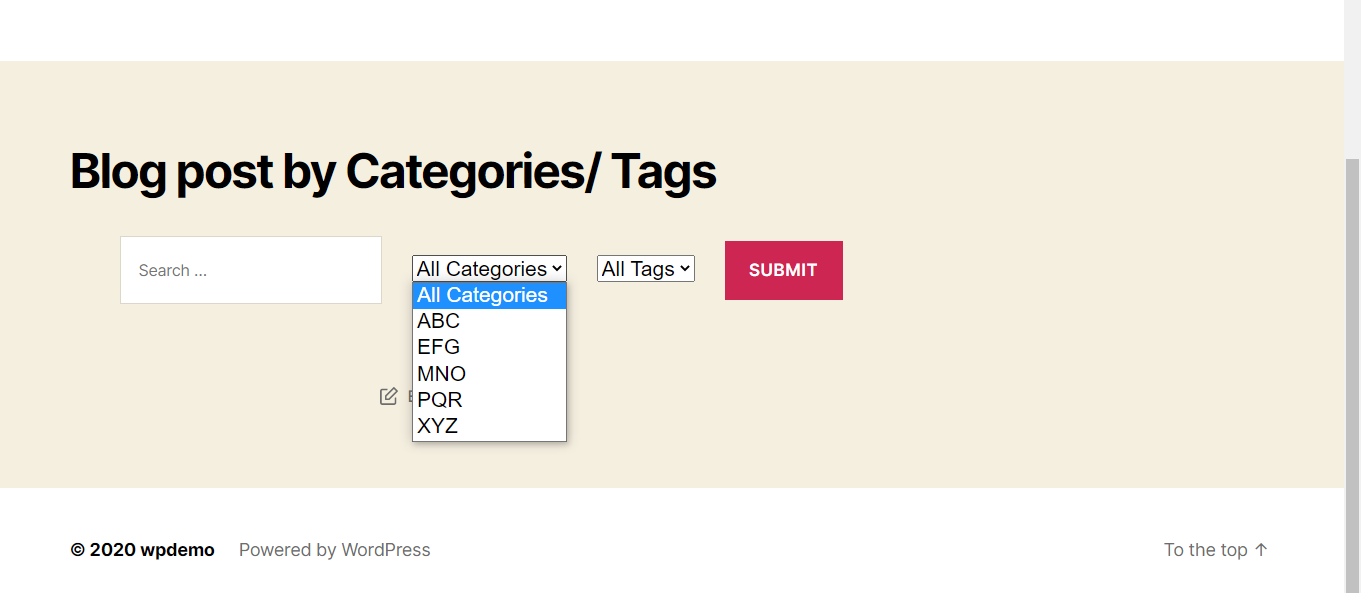 Blog post by Categories/ Tags
Search ...
All Categories
All Tags
SUBMIT
All Categories
ABC
EFG
MNO
PQR
XYZ
© 2020 wpdemo
Powered by WordPress
To the top ↑